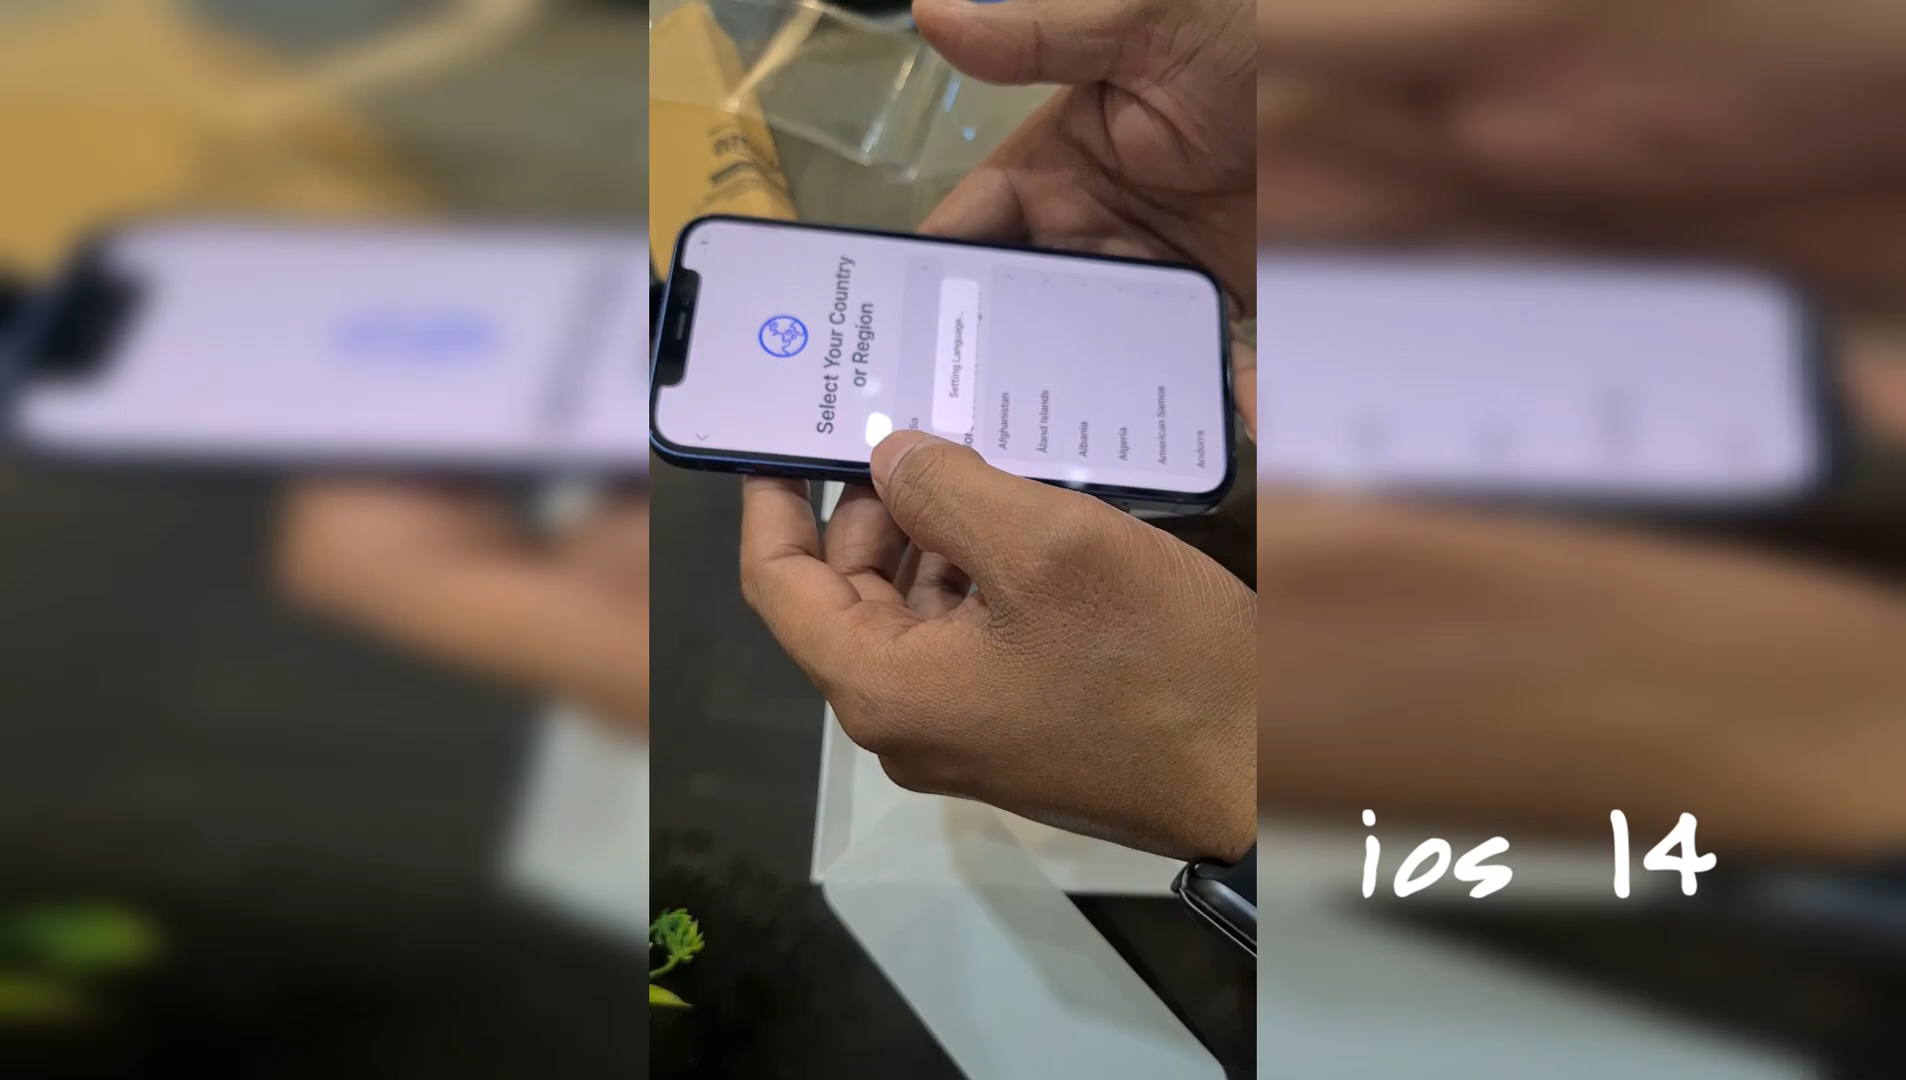 Select Your Country
or Region
Setting Language...
Afghanistan
Åland Islands
Albania
Algeria
American Samoa
Andorra
ios 14